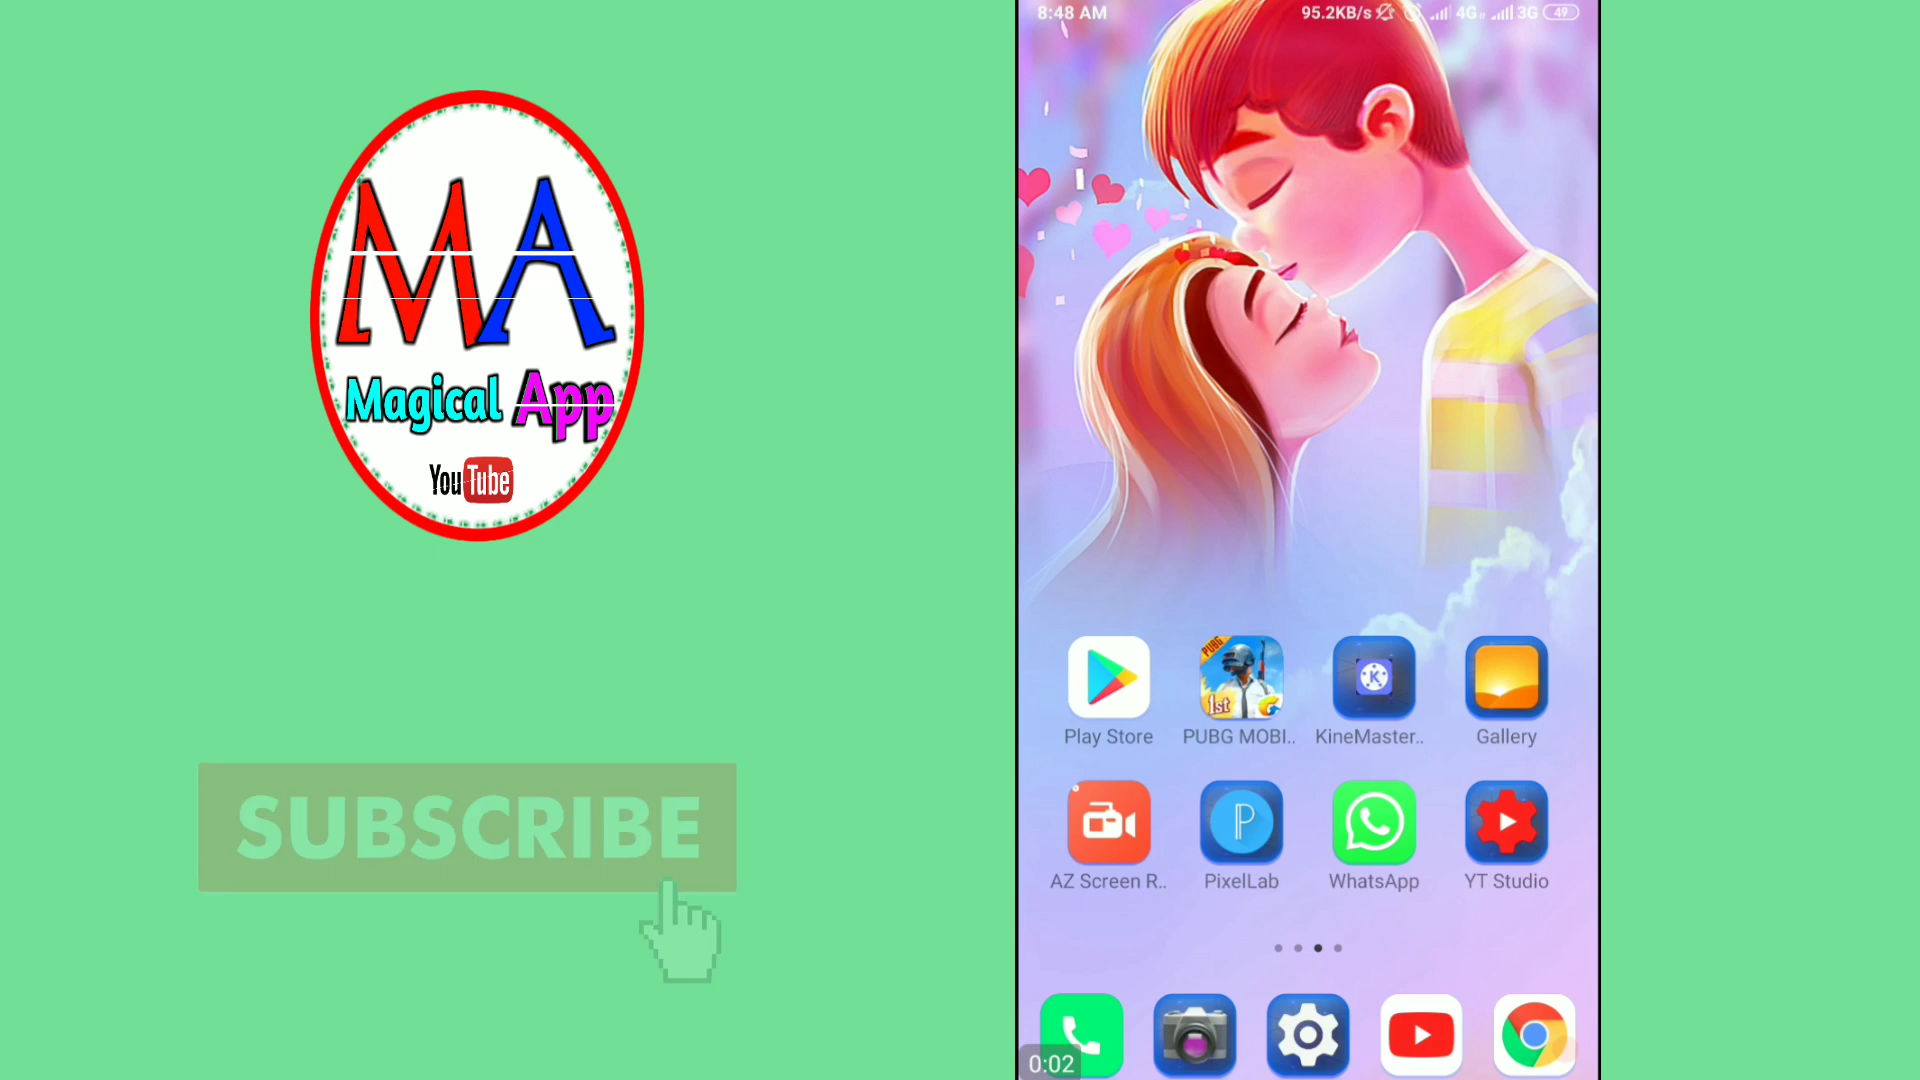 MA
Magical App
YouTube
SUBSCRIBE
8:48 AM
95.2KB/s 4G 3G 49
PUBG
1st
K
Play Store
PUBG MOBI..
KineMaster..
Gallery
P
AZ Screen R..
PixelLab
WhatsApp
YT Studio
0:02